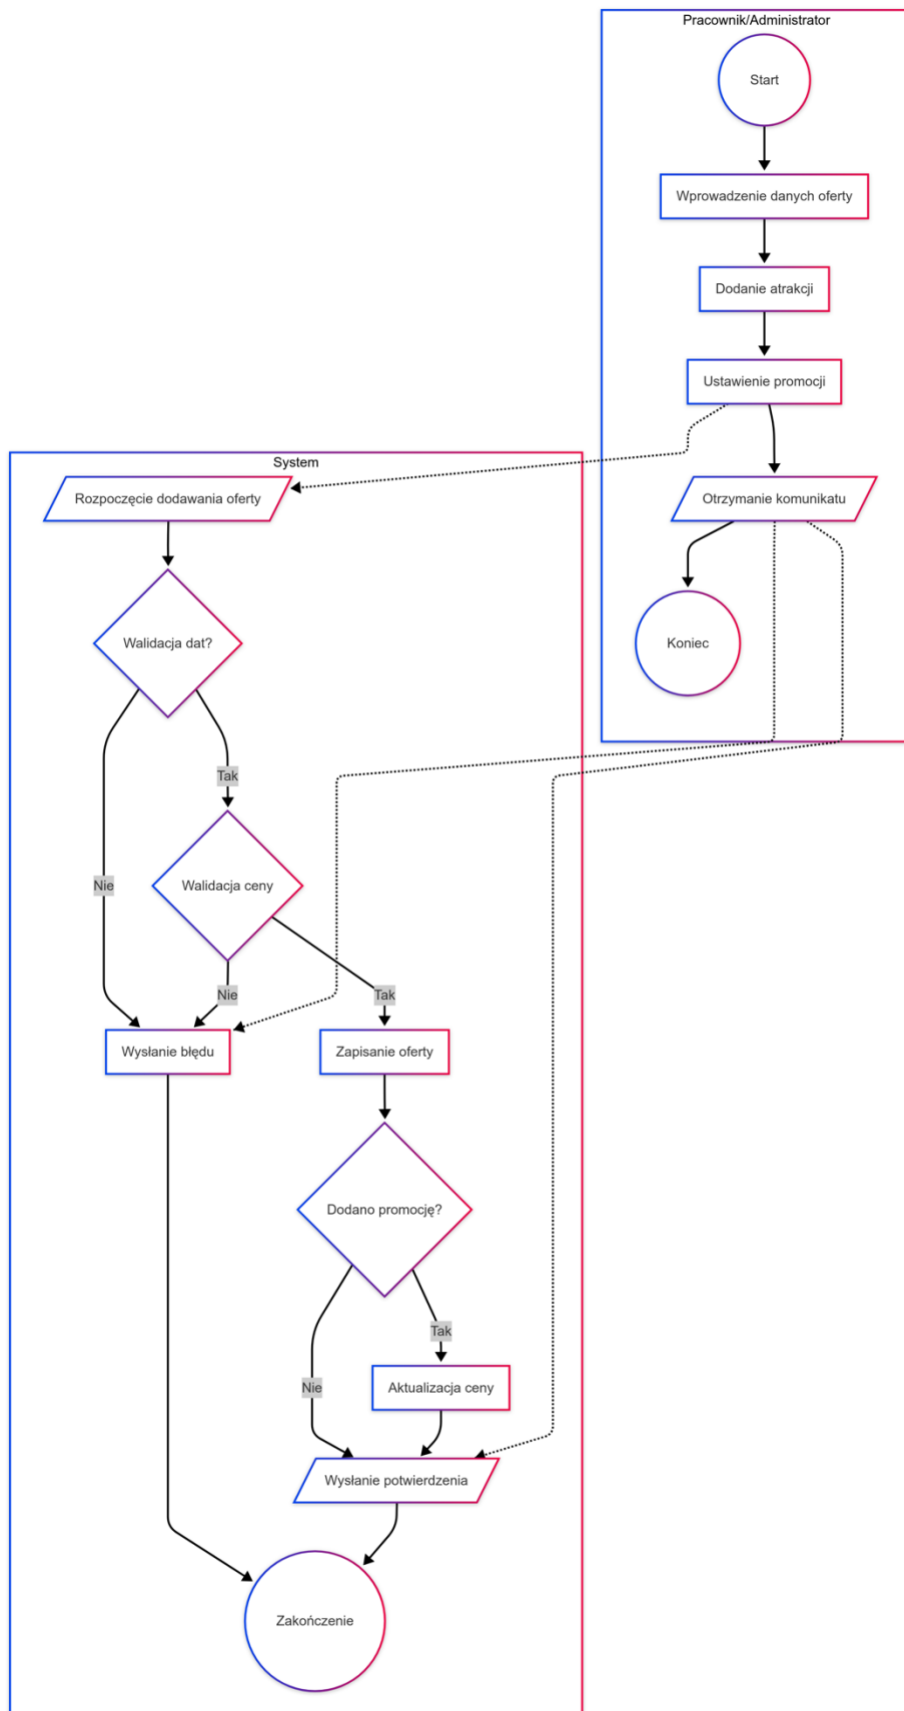 Pracownik/Administrator
Start
Wprowadzenie danych oferty
Dodanie atrakcji
Ustawienie promocji
Otrzymanie komunikatu
Koniec
System
Rozpoczęcie dodawania oferty
Walidacja dat?
Tak
Nie
Walidacja ceny
Nie
Tak
Wysłanie błędu
Zapisanie oferty
Dodano promocję?
Tak
Nie
Aktualizacja ceny
Wysłanie potwierdzenia
Zakończenie